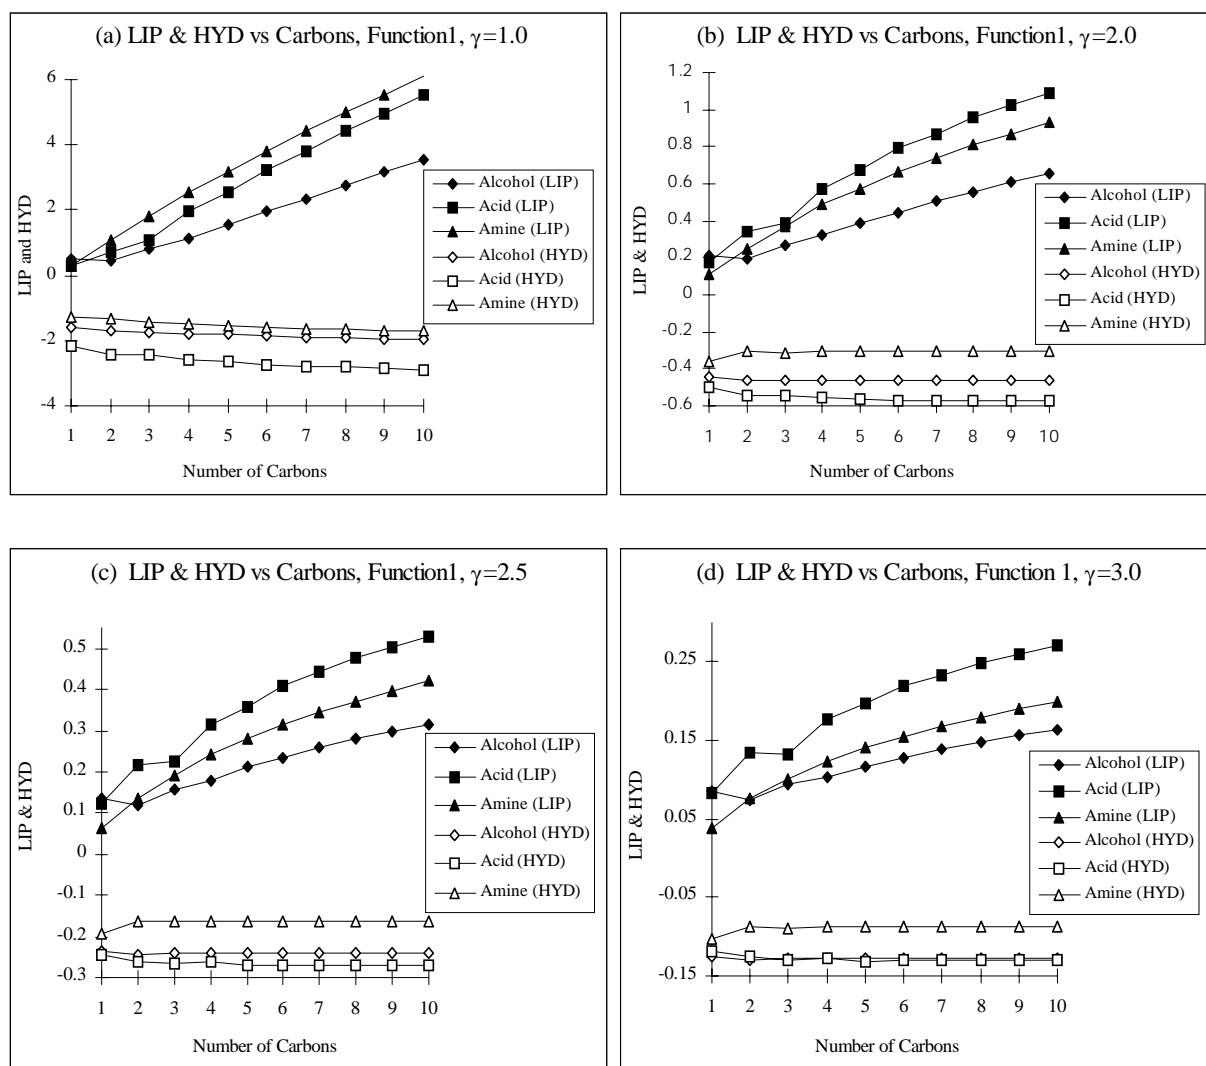 (a) LIP & HYD vs Carbons, Function1, γ=1.0
6
4
2
0
-2
-4
LIP and HYD
1 2 3 4 5 6 7 8 9 10
Number of Carbons
Alcohol (LIP)
Acid (LIP)
Amine (LIP)
Alcohol (HYD)
Acid (HYD)
Amine (HYD)
(b) LIP & HYD vs Carbons, Function1, γ=2.0
1.2
1
0.8
0.6
0.4
0.2
0
-0.2
-0.4
-0.6
LIP & HYD
1 2 3 4 5 6 7 8 9 10
Number of Carbons
Alcohol (LIP)
Acid (LIP)
Amine (LIP)
Alcohol (HYD)
Acid (HYD)
Amine (HYD)
(c) LIP & HYD vs Carbons, Function1, γ=2.5
0.5
0.4
0.3
0.2
0.1
0
-0.1
-0.2
-0.3
LIP & HYD
1 2 3 4 5 6 7 8 9 10
Number of Carbons
Alcohol (LIP)
Acid (LIP)
Amine (LIP)
Alcohol (HYD)
Acid (HYD)
Amine (HYD)
(d) LIP & HYD vs Carbons, Function 1, γ=3.0
0.25
0.15
0.05
-0.05
-0.15
LIP & HYD
1 2 3 4 5 6 7 8 9 10
Number of Carbons
Alcohol (LIP)
Acid (LIP)
Amine (LIP)
Alcohol (HYD)
Acid (HYD)
Amine (HYD)